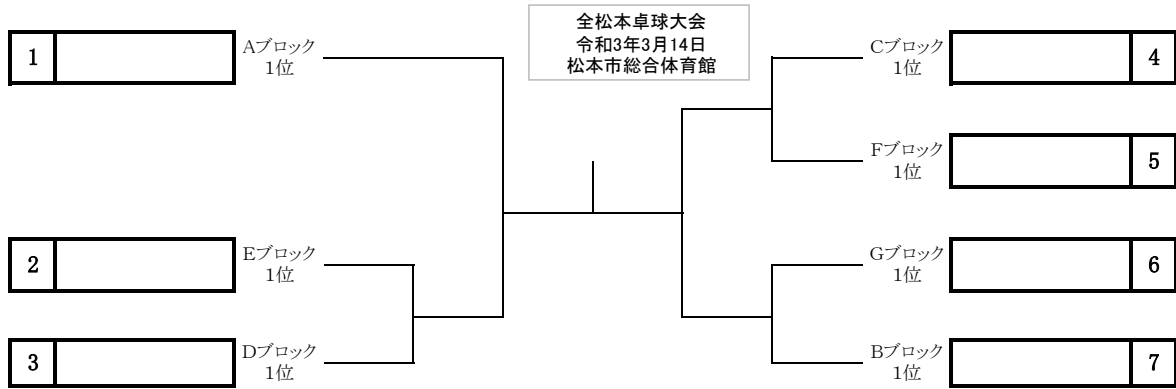 全松本卓球大会
令和3年3月14日
松本市総合体育館
1
Aブロック
1位
2
Eブロック
1位
3
Dブロック
1位
Cブロック
1位
4
Fブロック
1位
5
Gブロック
1位
6
Bブロック
1位
7